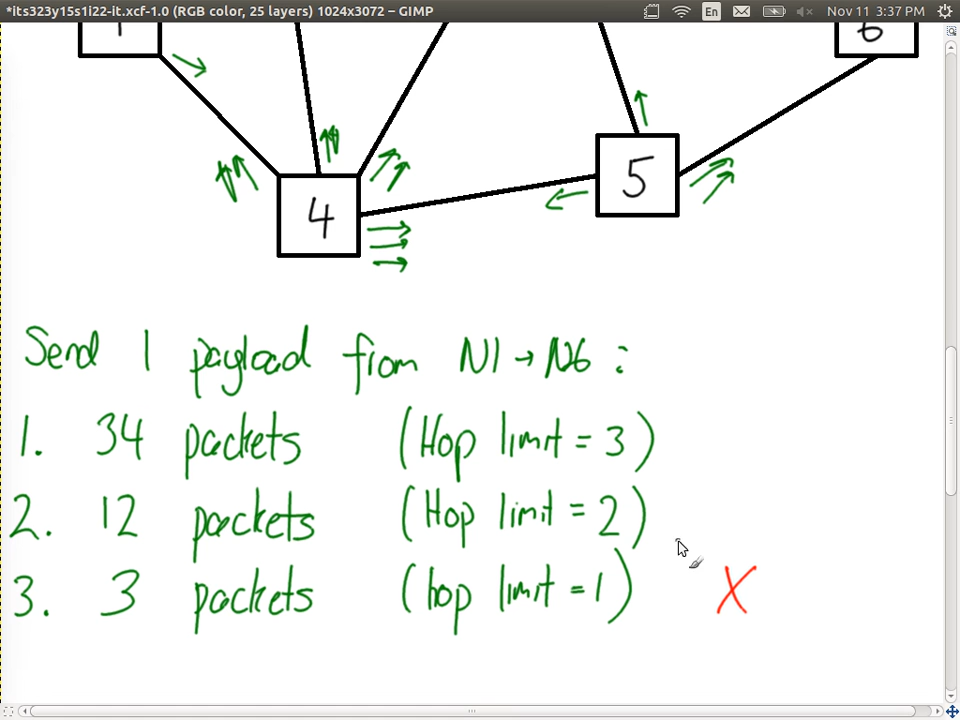 *its323y15s1i22-it.xcf-1.0 (RGB color, 25 layers) 1024x3072 – GIMP En Nov 11 3:37 PM
6
5
4
Send 1 payload from N1 → N6 :
1. 34 packets (Hop limit = 3)
2. 12 packets (Hop limit = 2)
3. 3 packets (hop limit = 1) X